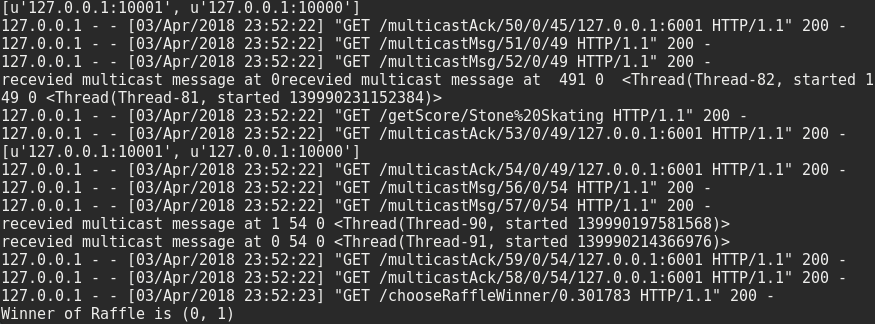 [u'127.0.0.1:10001', u'127.0.0.1:10000']
127.0.0.1 - - [03/Apr/2018 23:52:22] "GET /multicastAck/50/0/45/127.0.0.1:6001 HTTP/1.1" 200 -
127.0.0.1 - - [03/Apr/2018 23:52:22] "GET /multicastMsg/51/0/49 HTTP/1.1" 200 -
127.0.0.1 - - [03/Apr/2018 23:52:22] "GET /multicastMsg/52/0/49 HTTP/1.1" 200 -
recevied multicast message at 0recevied multicast message at  491 0  <Thread(Thread-82, started 1
49 0 <Thread(Thread-81, started 139990231152384)>
127.0.0.1 - - [03/Apr/2018 23:52:22] "GET /getScore/Stone%20Skating HTTP/1.1" 200 -
127.0.0.1 - - [03/Apr/2018 23:52:22] "GET /multicastAck/53/0/49/127.0.0.1:6001 HTTP/1.1" 200 -
[u'127.0.0.1:10001', u'127.0.0.1:10000']
127.0.0.1 - - [03/Apr/2018 23:52:22] "GET /multicastAck/54/0/49/127.0.0.1:6001 HTTP/1.1" 200 -
127.0.0.1 - - [03/Apr/2018 23:52:22] "GET /multicastMsg/56/0/54 HTTP/1.1" 200 -
127.0.0.1 - - [03/Apr/2018 23:52:22] "GET /multicastMsg/57/0/54 HTTP/1.1" 200 -
recevied multicast message at 1 54 0 <Thread(Thread-90, started 139990197581568)>
recevied multicast message at 0 54 0 <Thread(Thread-91, started 139990214366976)>
127.0.0.1 - - [03/Apr/2018 23:52:22] "GET /multicastAck/59/0/54/127.0.0.1:6001 HTTP/1.1" 200 -
127.0.0.1 - - [03/Apr/2018 23:52:22] "GET /multicastAck/58/0/54/127.0.0.1:6001 HTTP/1.1" 200 -
127.0.0.1 - - [03/Apr/2018 23:52:23] "GET /chooseRaffleWinner/0.301783 HTTP/1.1" 200 -
Winner of Raffle is (0, 1)